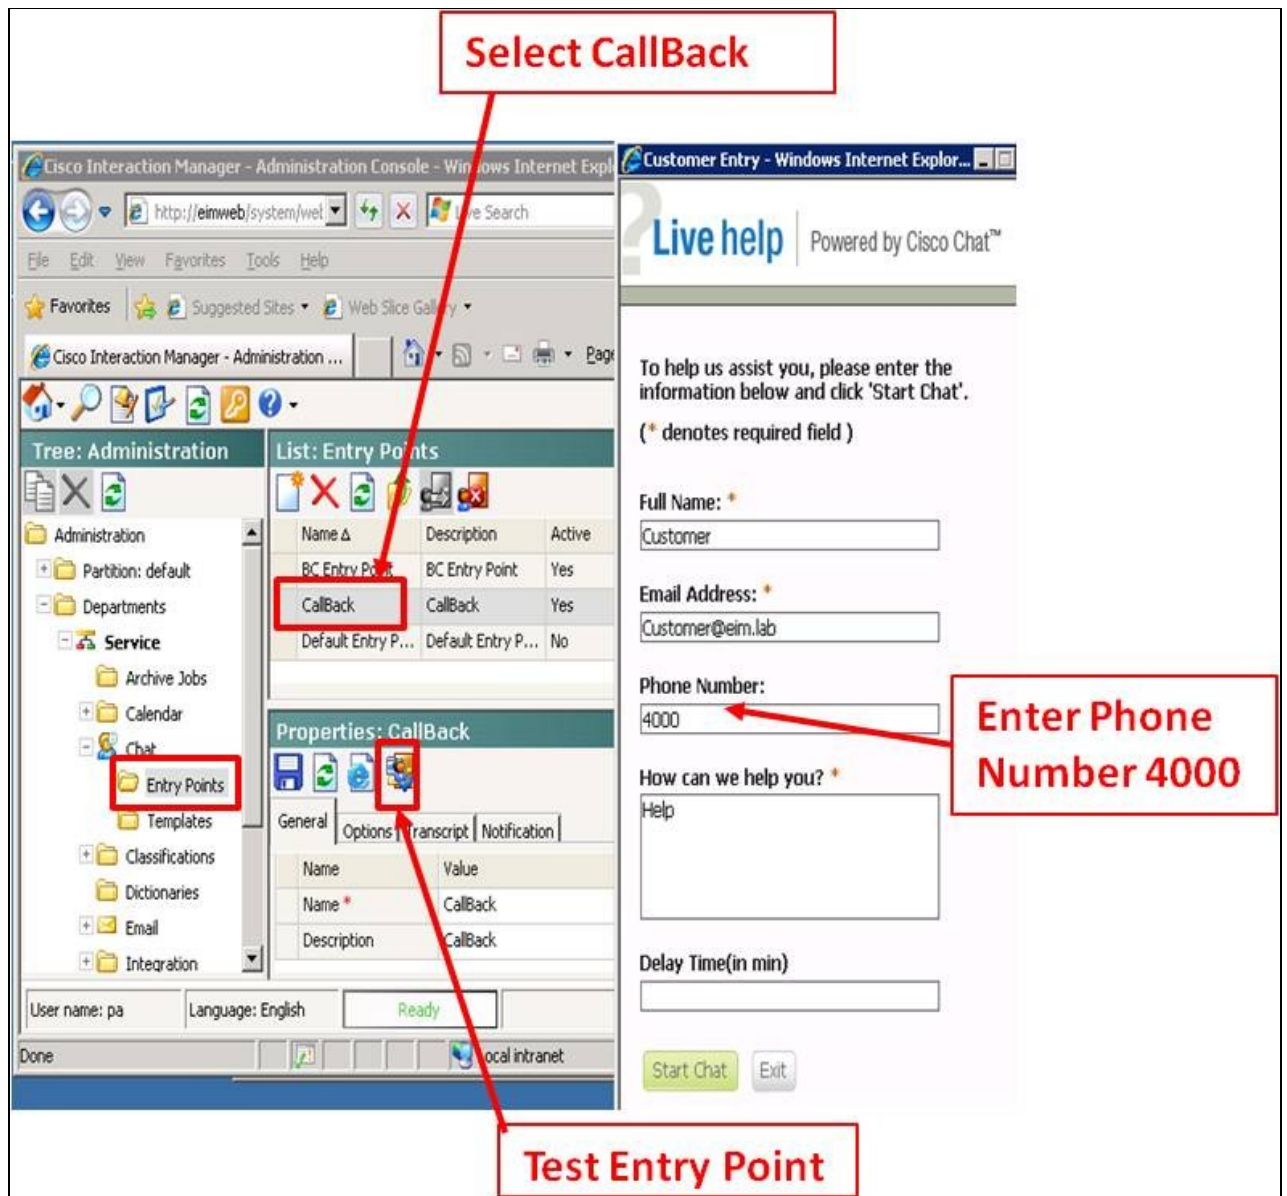 Select CallBack
Cisco Interaction Manager - Administration Console - Windows Internet Expl
http://eimweb/system/wel
Live Search
File Edit View Favorites Tools Help
Favorites Suggested Sites Web Slice Gallery
Cisco Interaction Manager - Administration ... Page
Tree: Administration
Administration
Partition: default
Departments
Service
Archive Jobs
Calendar
Chat
Entry Points
Templates
Classifications
Dictionaries
Email
Integration
List: Entry Points
Name Description Active
BC Entry Point BC Entry Point Yes
CallBack CallBack Yes
Default Entry P... Default Entry P... No
Properties: CallBack
General Options Transcript Notification
Name Value
Name * CallBack
Description CallBack
User name: pa Language: English Ready
Done Local intranet
Customer Entry - Windows Internet Explor...
Live help Powered by Cisco Chat™
To help us assist you, please enter the
information below and click 'Start Chat'.
(* denotes required field )
Full Name: *
Customer
Email Address: *
Customer@eim.lab
Phone Number:
4000
How can we help you? *
Help
Delay Time(in min)
Start Chat Exit
Enter Phone
Number 4000
Test Entry Point